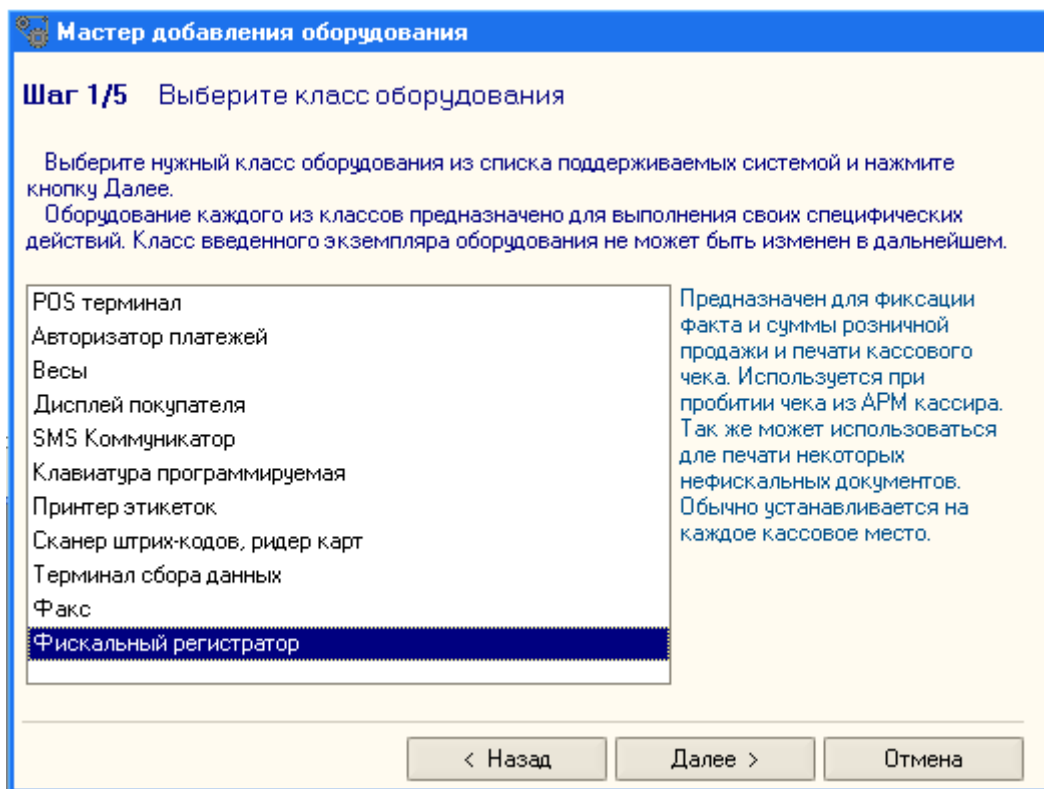 Мастер добавления оборудования
Шаг 1/5 Выберите класс оборудования
Выберите нужный класс оборудования из списка поддерживаемых системой и нажмите
кнопку Далее.
Оборудование каждого из классов предназначено для выполнения своих специфических
действий. Класс введенного экземпляра оборудования не может быть изменен в дальнейшем.
POS терминал
Авторизатор платежей
Весы
Дисплей покупателя
SMS Коммуникатор
Клавиатура программируемая
Принтер этикеток
Сканер штрих-кодов, ридер карт
Терминал сбора данных
Факс
Фискальный регистратор
Предназначен для фиксации
факта и суммы розничной
продажи и печати кассового
чека. Используется при
пробитии чека из АРМ кассира.
Так же может использоваться
дле печати некоторых
нефискальных документов.
Обычно устанавливается на
каждое кассовое место.
< Назад
Далее >
Отмена